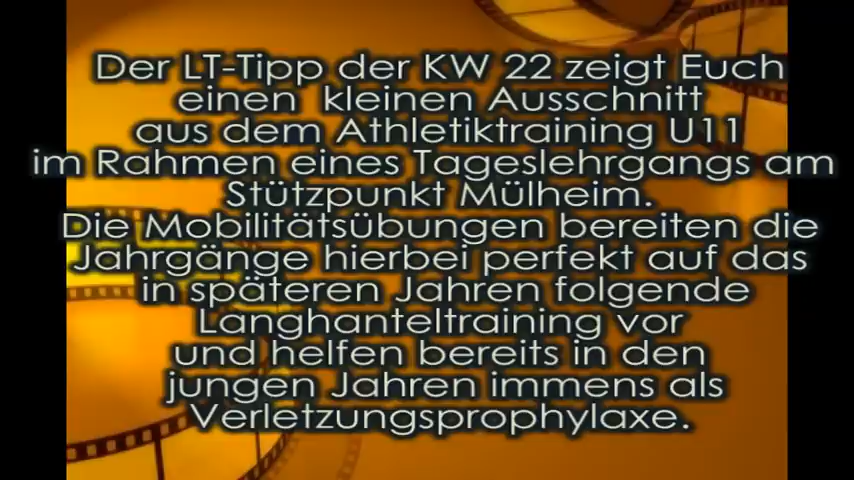 Der LT-Tipp der KW 22 zeigt Euch
einen kleinen Ausschnitt
aus dem Athletiktraining U11
im Rahmen eines Tageslehrgangs am
Stützpunkt Mülheim.
Die Mobilitätsübungen bereiten die
Jahrgänge hierbei perfekt auf das
in späteren Jahren folgende
Langhanteltraining vor
und helfen bereits in den
jungen Jahren immens als
Verletzungsprophylaxe.